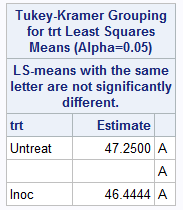 Tukey-Kramer Grouping
for trt Least Squares
Means (Alpha=0.05)
LS-means with the same
letter are not significantly
different.
trt Estimate
Untreat 47.2500 A
A
Inoc 46.4444 A